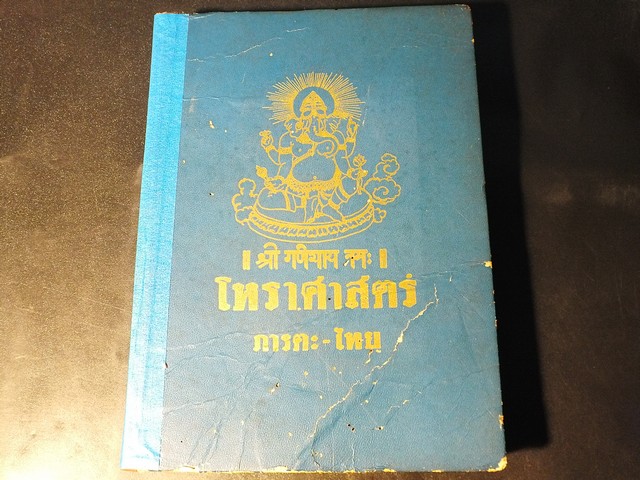 । श्री गणेशाय नमः ।
โหราศาสตร์
ภารตะ - ไทย